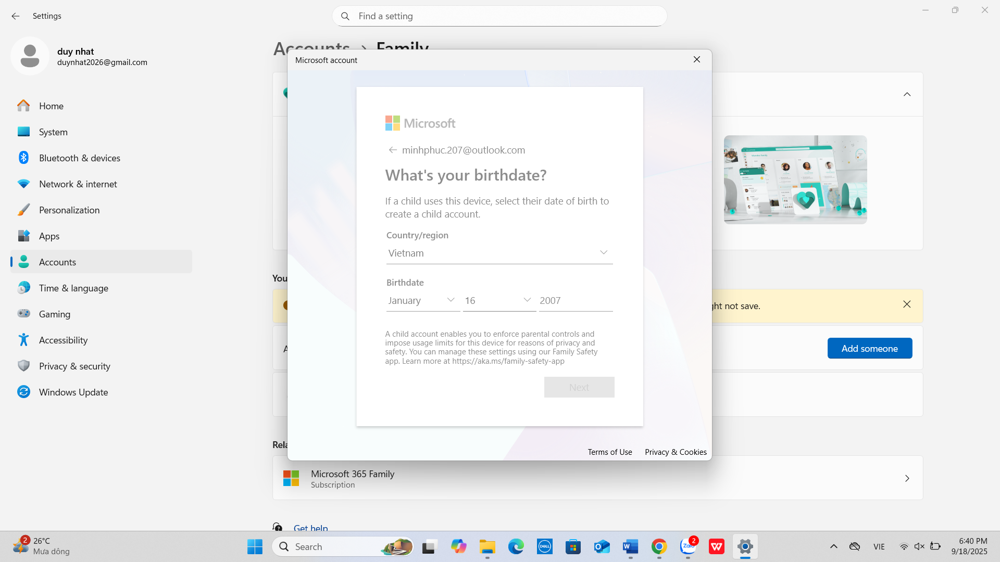 Settings
Find a setting
duy nhat
duynhat2026@gmail.com
Home
System
Bluetooth & devices
Network & internet
Personalization
Apps
Accounts
Time & language
Gaming
Accessibility
Privacy & security
Windows Update
Accounts > Family
Microsoft account
Microsoft
minhphuc.207@outlook.com
What's your birthdate?
If a child uses this device, select their date of birth to
create a child account.
Country/region
Vietnam
Birthdate
January 16 2007
A child account enables you to enforce parental controls and
impose usage limits for this device for reasons of privacy and
safety. You can manage these settings using our Family Safety
app. Learn more at https://aka.ms/family-safety-app
Next
Terms of Use Privacy & Cookies
You
ght not save.
A
Add someone
Rela
Microsoft 365 Family
Subscription
Get help
2
26°C
Mưa dông
Search
DELL
Zalo
2
VIE
6:40 PM
9/18/2025